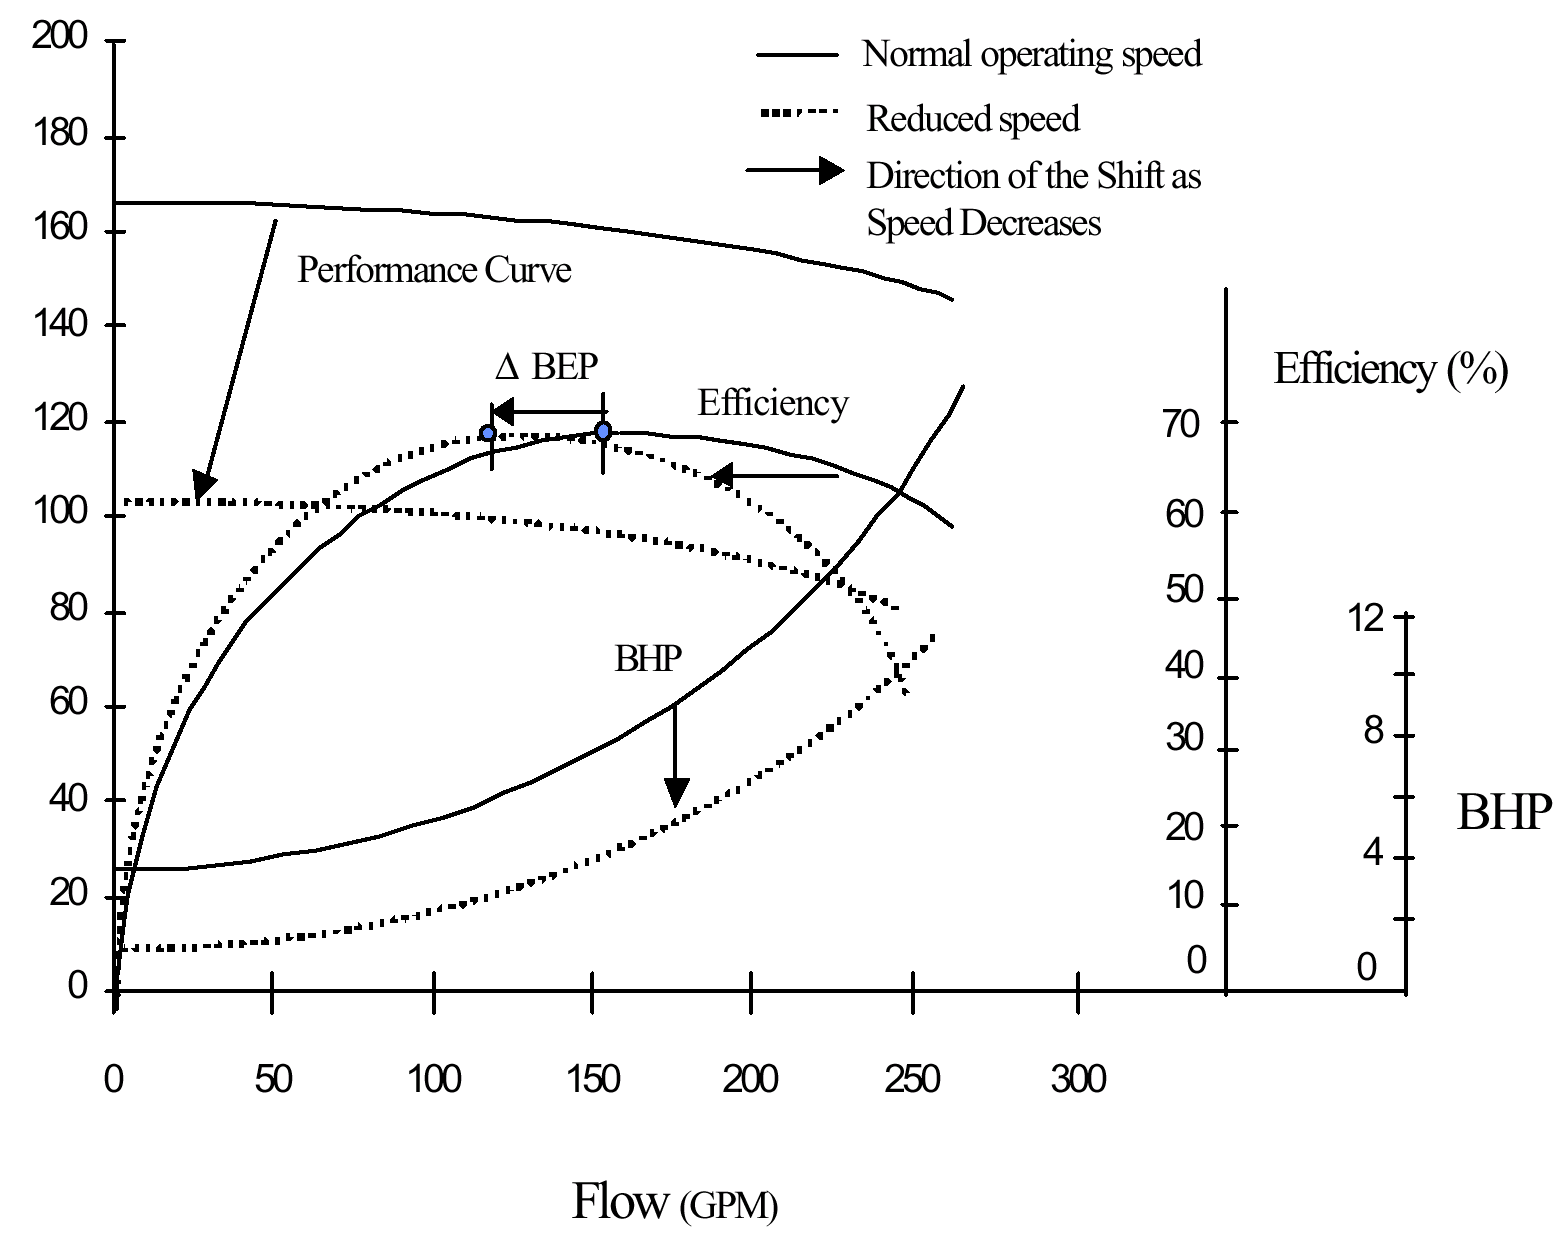 200
Normal operating speed
180
Reduced speed
Direction of the Shift as
Speed Decreases
160
Performance Curve
140
Δ BEP
Efficiency (%)
120
Efficiency
70
100
60
80
50
12
BHP
40
60
30
8
40
20
BHP
4
20
10
0
0
0
0
50
100
150
200
250
300
Flow (GPM)